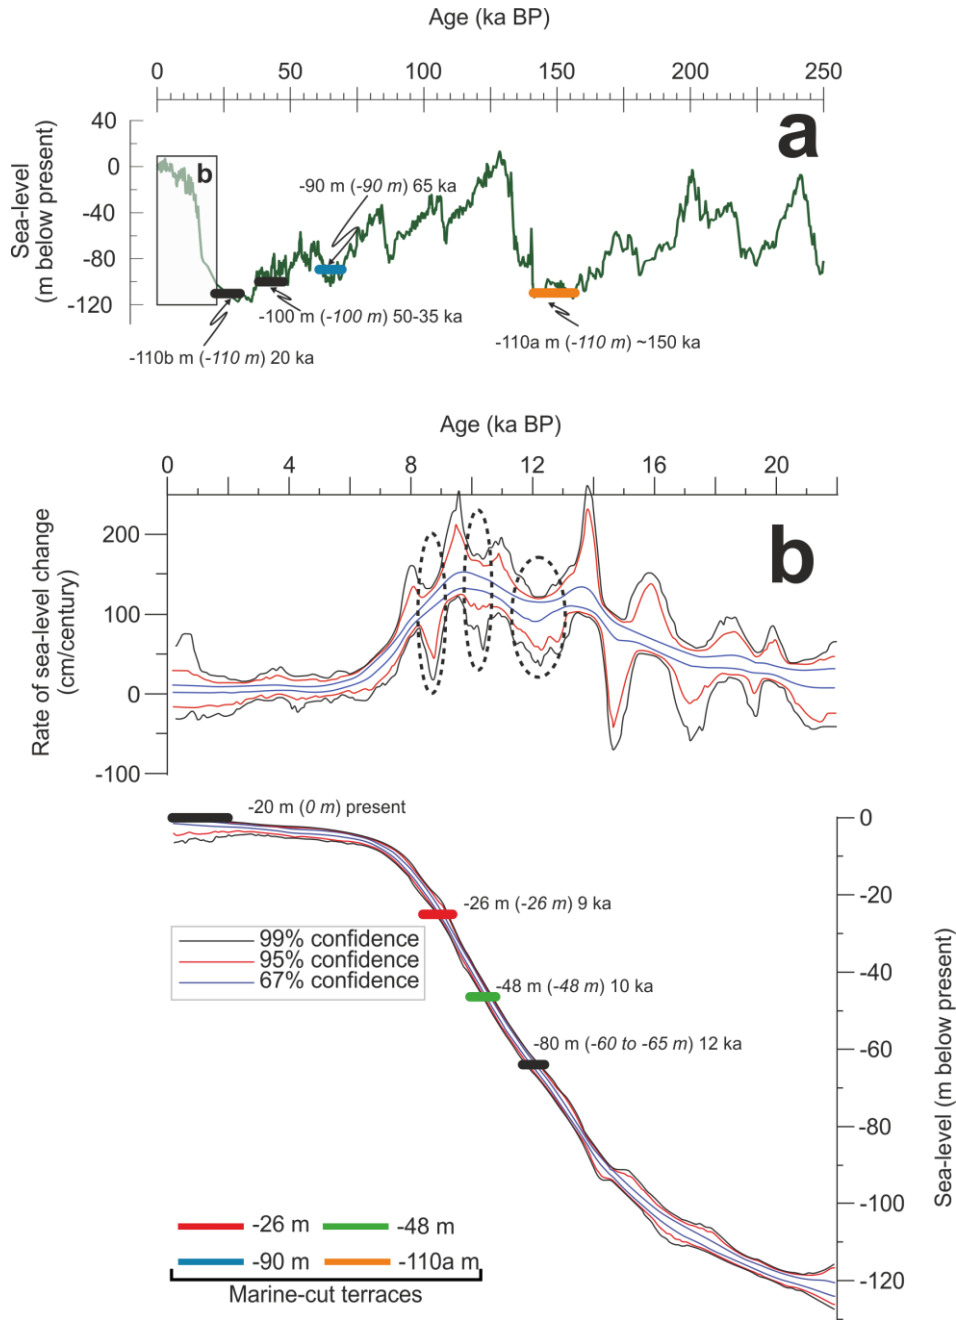 Age (ka BP)
0 50 100 150 200 250
Sea-level
(m below present)
40
0
-40
-80
-120
a
b
-90 m (-90 m) 65 ka
-100 m (-100 m) 50-35 ka
-110b m (-110 m) 20 ka
-110a m (-110 m) ~150 ka
Age (ka BP)
0 4 8 12 16 20
Rate of sea-level change
(cm/century)
200
100
0
-100
b
-20 m (0 m) present
-26 m (-26 m) 9 ka
-48 m (-48 m) 10 ka
-80 m (-60 to -65 m) 12 ka
99% confidence
95% confidence
67% confidence
0
-20
-40
-60
-80
-100
-120
Sea-level (m below present)
-26 m -48 m
-90 m -110a m
Marine-cut terraces